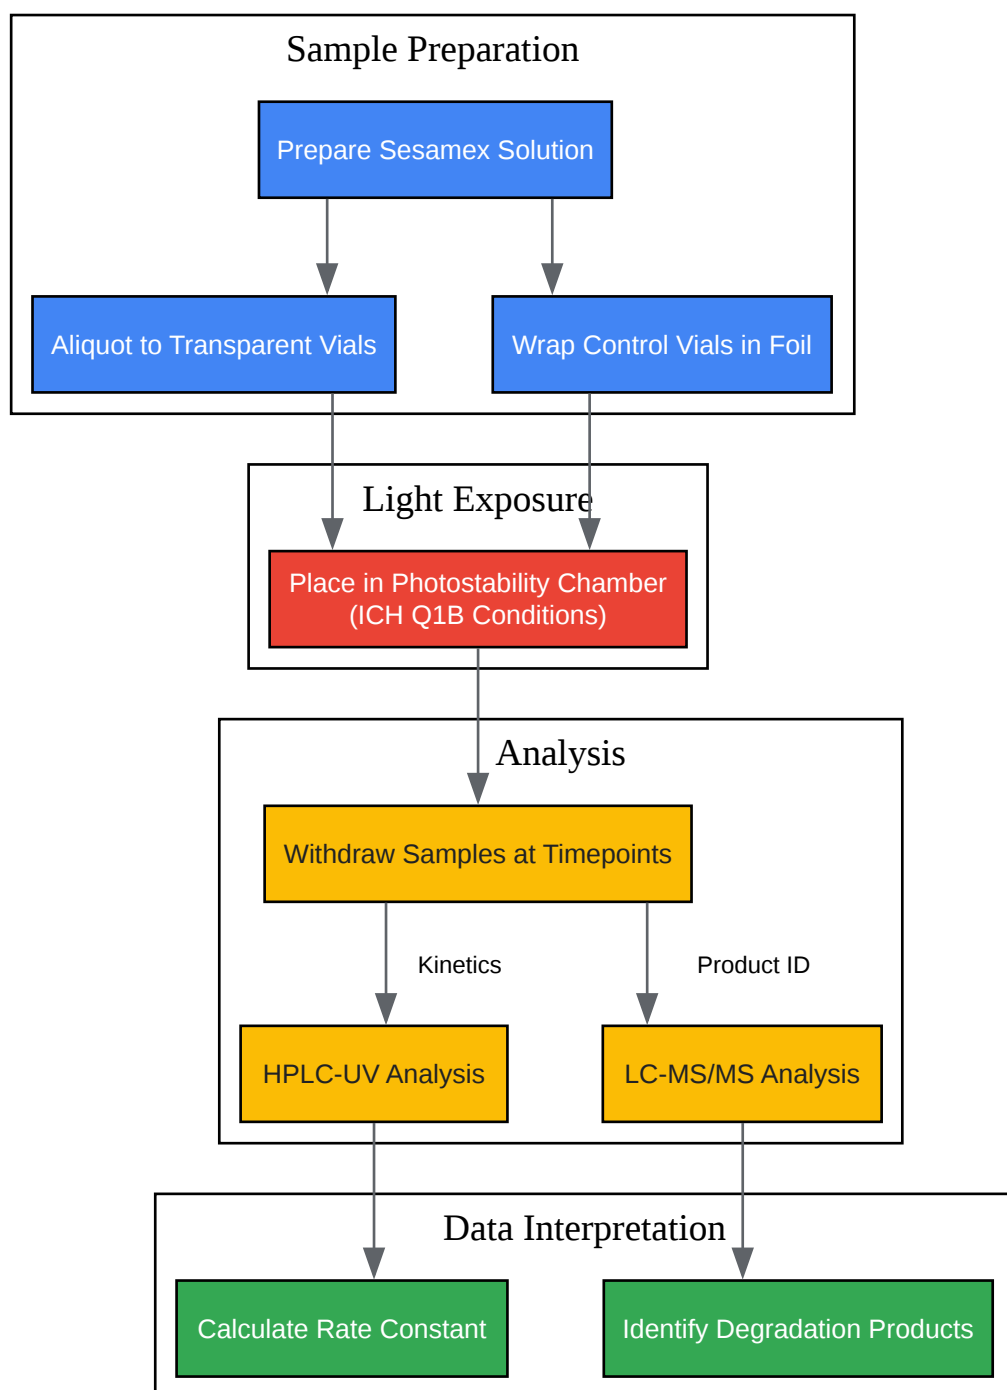 Sample Preparation
Prepare Sesamex Solution
Aliquot to Transparent Vials
Wrap Control Vials in Foil
Light Exposure
Place in Photostability Chamber
(ICH Q1B Conditions)
Analysis
Withdraw Samples at Timepoints
Kinetics
Product ID
HPLC-UV Analysis
LC-MS/MS Analysis
Data Interpretation
Calculate Rate Constant
Identify Degradation Products